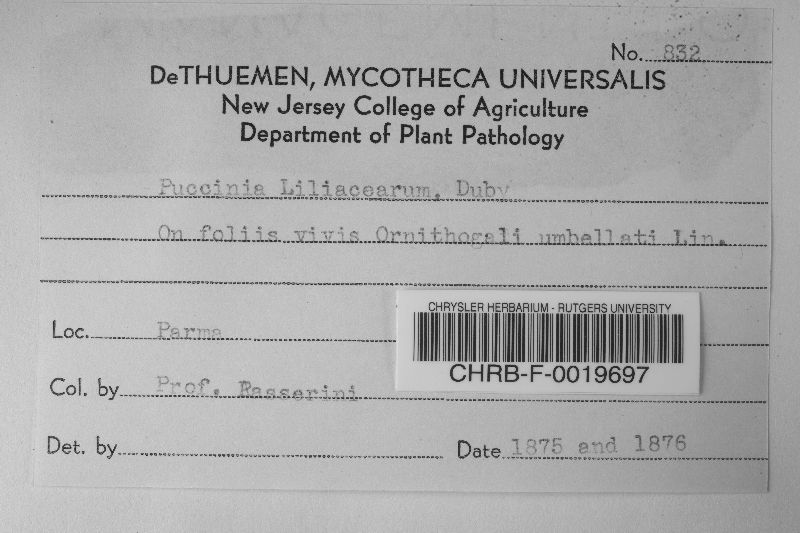 No. 832
DeTHUEMEN, MYCOTHECA UNIVERSALIS
New Jersey College of Agriculture
Department of Plant Pathology
Puccinia Liliacearum, Duby
On foliis vivis Ornithogali umbellati Lin.
Loc. Parma
CHRYSLER HERBARIUM - RUTGERS UNIVERSITY
CHRB-F-0019697
Col. by Prof. Passerini
Det. by
Date 1875 and 1876